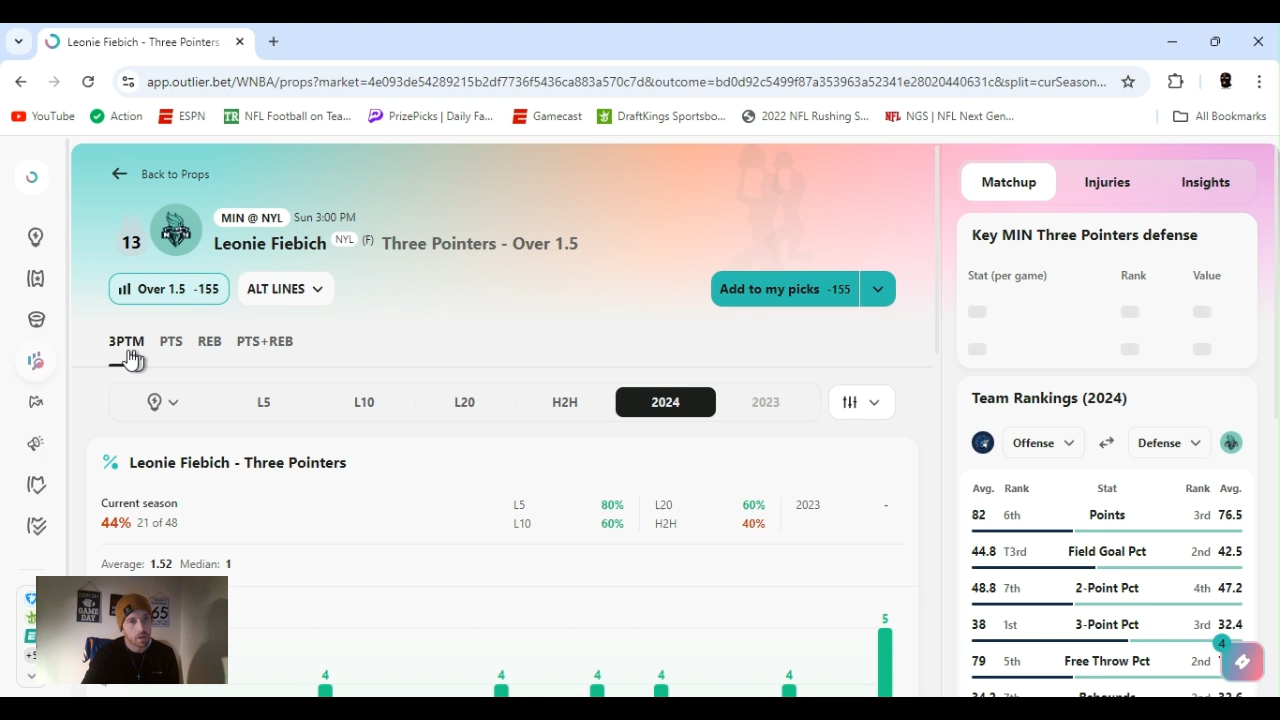 Leonie Fiebich - Three Pointers
app.outlier.bet/WNBA/props?market=4e093de54289215b2df7736f5436ca883a570c7d&outcome=bd0d92c5499f87a353963a52341e28020440631c&split=curSeason...
YouTube Action ESPN NFL Football on Tea... PrizePicks | Daily Fa... Gamecast DraftKings Sportsbo... 2022 NFL Rushing S... NGS | NFL Next Gen... All Bookmarks
Back to Props
MIN @ NYL Sun 3:00 PM
13 Leonie Fiebich NYL (F) Three Pointers - Over 1.5
Over 1.5 -155 ALT LINES Add to my picks -155
3PTM PTS REB PTS+REB
L5 L10 L20 H2H 2024 2023
Leonie Fiebich - Three Pointers
Current season L5 80% L20 60% 2023 -
44% 21 of 48 L10 60% H2H 40%
Average: 1.52 Median: 1
4 4 4 4 4 5
Matchup Injuries Insights
Key MIN Three Pointers defense
Stat (per game) Rank Value
Team Rankings (2024)
Offense Defense
Avg. Rank Stat Rank Avg.
82 6th Points 3rd 76.5
44.8 T3rd Field Goal Pct 2nd 42.5
48.8 7th 2-Point Pct 4th 47.2
38 1st 3-Point Pct 3rd 32.4
79 5th Free Throw Pct 2nd
4
GAME
DAY
65